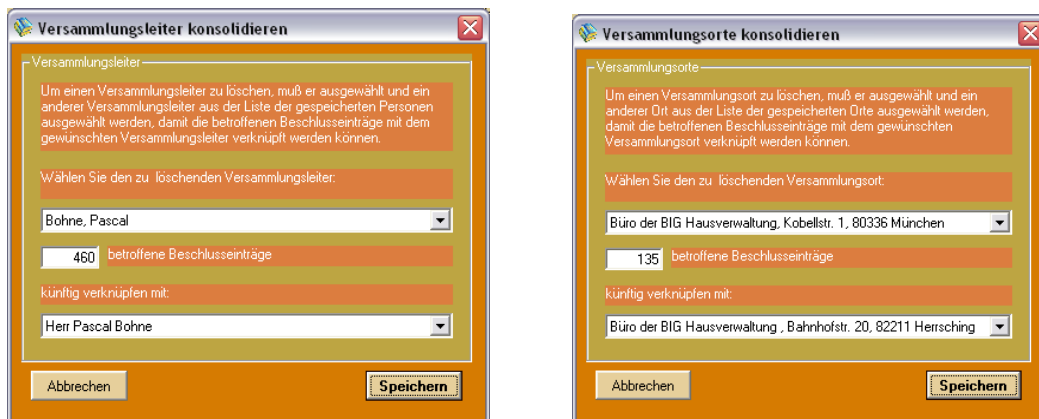 Versammlungsleiter konsolidieren
Versammlungsleiter
Um einen Versammlungsleiter zu löschen, muß er ausgewählt und ein
anderer Versammlungsleiter aus der Liste der gespeicherten Personen
ausgewählt werden, damit die betroffenen Beschlusseinträge mit dem
gewünschten Versammlungsleiter verknüpft werden können.
Wählen Sie den zu löschenden Versammlungsleiter:
Bohne, Pascal
460 betroffene Beschlusseinträge
künftig verknüpfen mit:
Herr Pascal Bohne
Abbrechen
Speichern
Versammlungsorte konsolidieren
Versammlungsorte
Um einen Versammlungsort zu löschen, muß er ausgewählt und ein
anderer Ort aus der Liste der gespeicherten Orte ausgewählt werden,
damit die betroffenen Beschlusseinträge mit dem gewünschten
Versammlungsort verknüpft werden können.
Wählen Sie den zu löschenden Versammlungsort:
Büro der BIG Hausverwaltung, Kobellstr. 1, 80336 München
135 betroffene Beschlusseinträge
künftig verknüpfen mit:
Büro der BIG Hausverwaltung , Bahnhofstr. 20, 82211 Herrsching
Abbrechen
Speichern